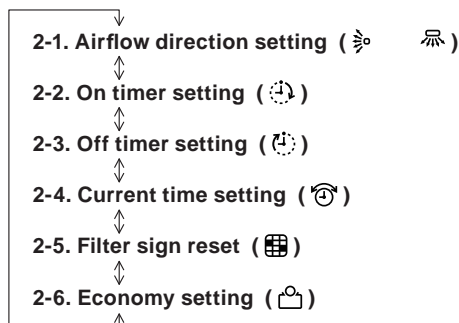 2-1. Airflow direction setting ( )
2-2. On timer setting ( )
2-3. Off timer setting ( )
2-4. Current time setting ( )
2-5. Filter sign reset ( )
2-6. Economy setting ( )